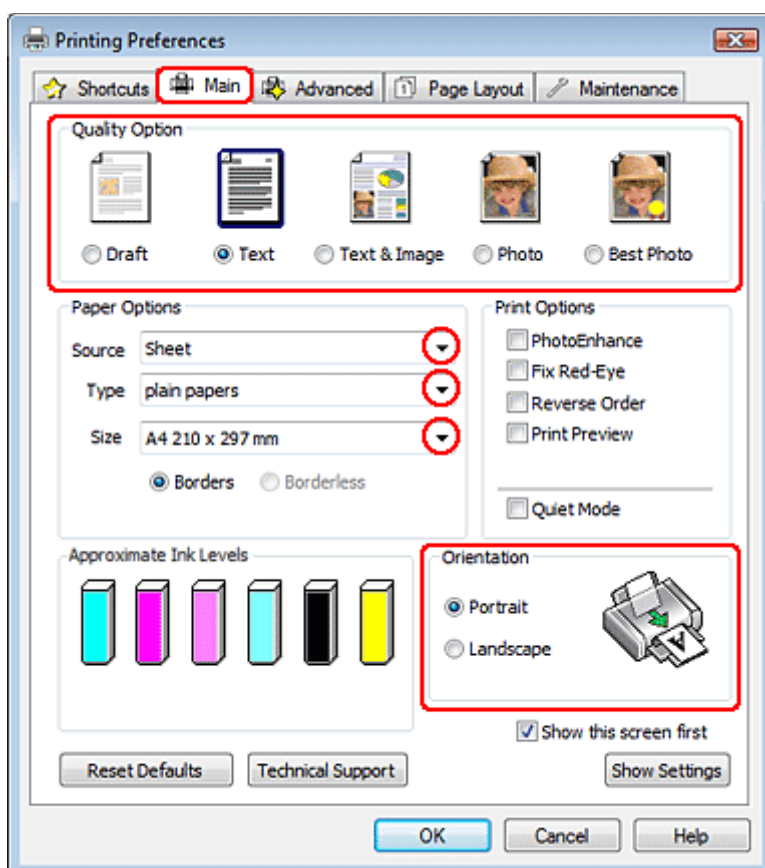 Printing Preferences
Shortcuts Main Advanced 1 Page Layout Maintenance
Quality Option
Draft Text Text & Image Photo Best Photo
Paper Options
Source Sheet
Type plain papers
Size A4 210 x 297 mm
Borders Borderless
Print Options
PhotoEnhance
Fix Red-Eye
Reverse Order
Print Preview
Quiet Mode
Approximate Ink Levels
Orientation
Portrait
Landscape
A
Show this screen first
Reset Defaults Technical Support Show Settings
OK Cancel Help